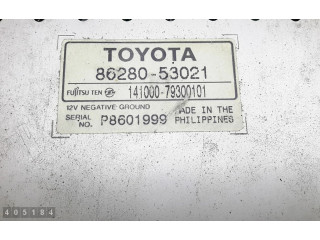 TOYOTA
86280-53021
FUJITSU TEN 141000-79300101
12V NEGATIVE GROUND
SERIAL NO. P8601999
MADE IN THE PHILIPPINES
405184